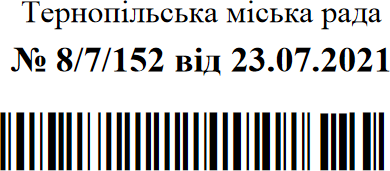 Тернопільська міська рада
№ 8/7/152 від 23.07.2021